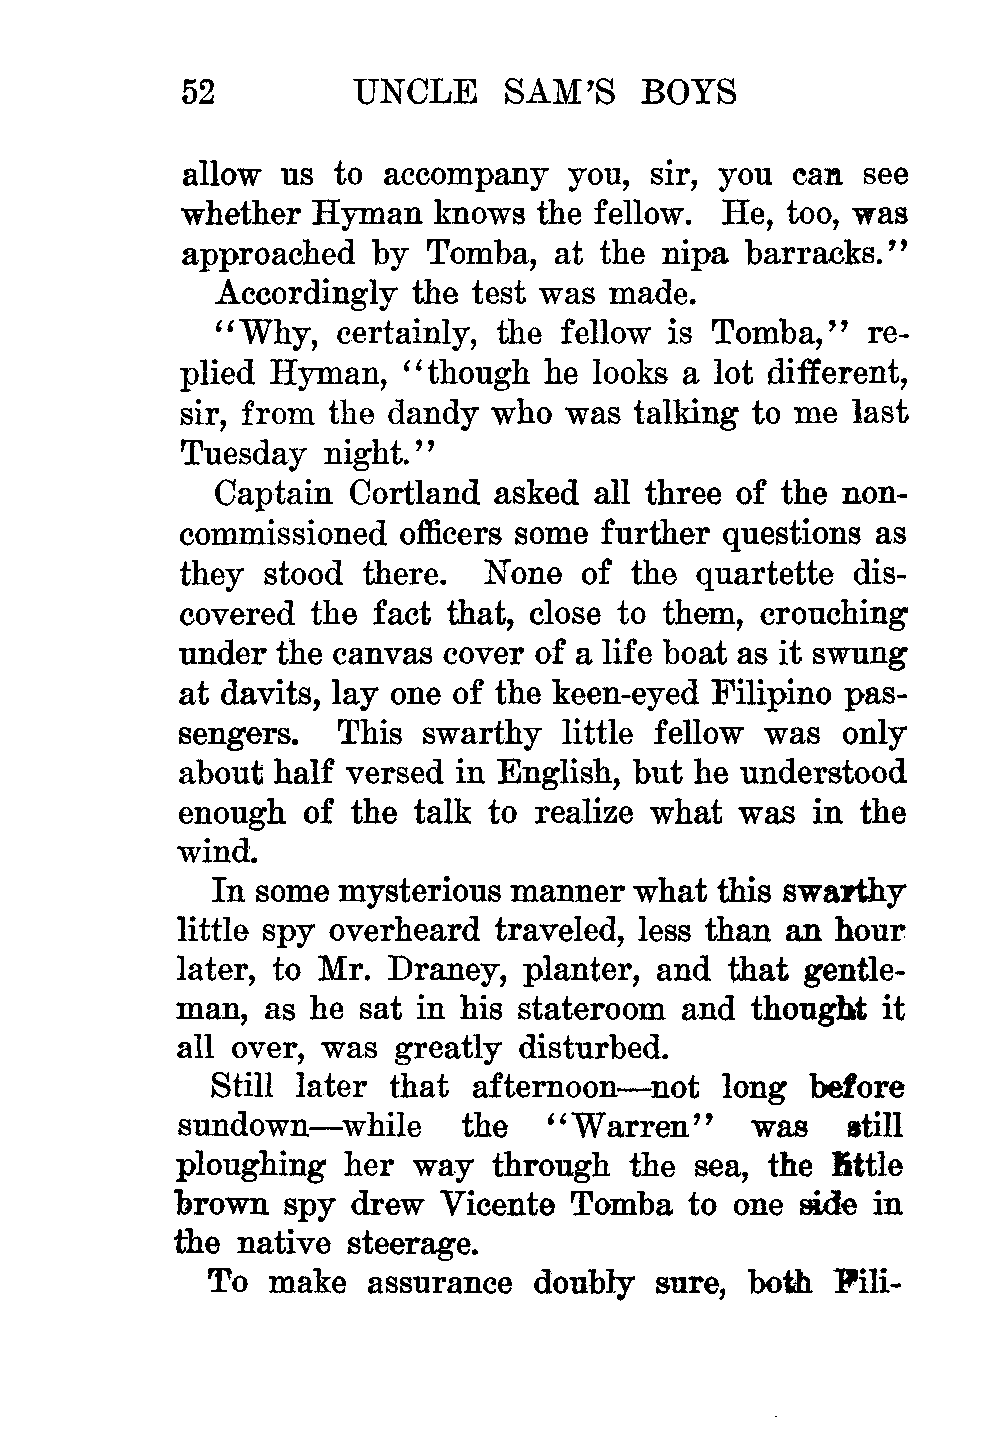 52 UNCLE SAM'S BOYS
allow us to accompany you, sir, you can see
whether Hyman knows the fellow. He, too, was
approached by Tomba, at the nipa barracks."
Accordingly the test was made.
"Why, certainly, the fellow is Tomba," re-
plied Hyman, "though he looks a lot different,
sir, from the dandy who was talking to me last
Tuesday night."
Captain Cortland asked all three of the non-
commissioned officers some further questions as
they stood there. None of the quartette dis-
covered the fact that, close to them, crouching
under the canvas cover of a life boat as it swung
at davits, lay one of the keen-eyed Filipino pas-
sengers. This swarthy little fellow was only
about half versed in English, but he understood
enough of the talk to realize what was in the
wind.
In some mysterious manner what this swarthy
little spy overheard traveled, less than an hour
later, to Mr. Draney, planter, and that gentle-
man, as he sat in his stateroom and thought it
all over, was greatly disturbed.
Still later that afternoon—not long before
sundown—while the "Warren" was still
ploughing her way through the sea, the little
brown spy drew Vicente Tomba to one side in
the native steerage.
To make assurance doubly sure, both Fili-